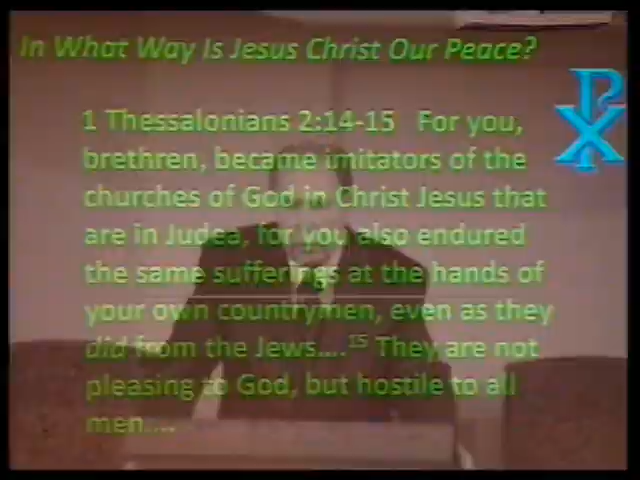 In What Way Is Jesus Christ Our Peace?
1 Thessalonians 2:14-15 For you,
brethren, became imitators of the
churches of God in Christ Jesus that
are in Judea, for you also endured
the same sufferings at the hands of
your own countrymen, even as they
did from the Jews....15 They are not
pleasing to God, but hostile to all
men....